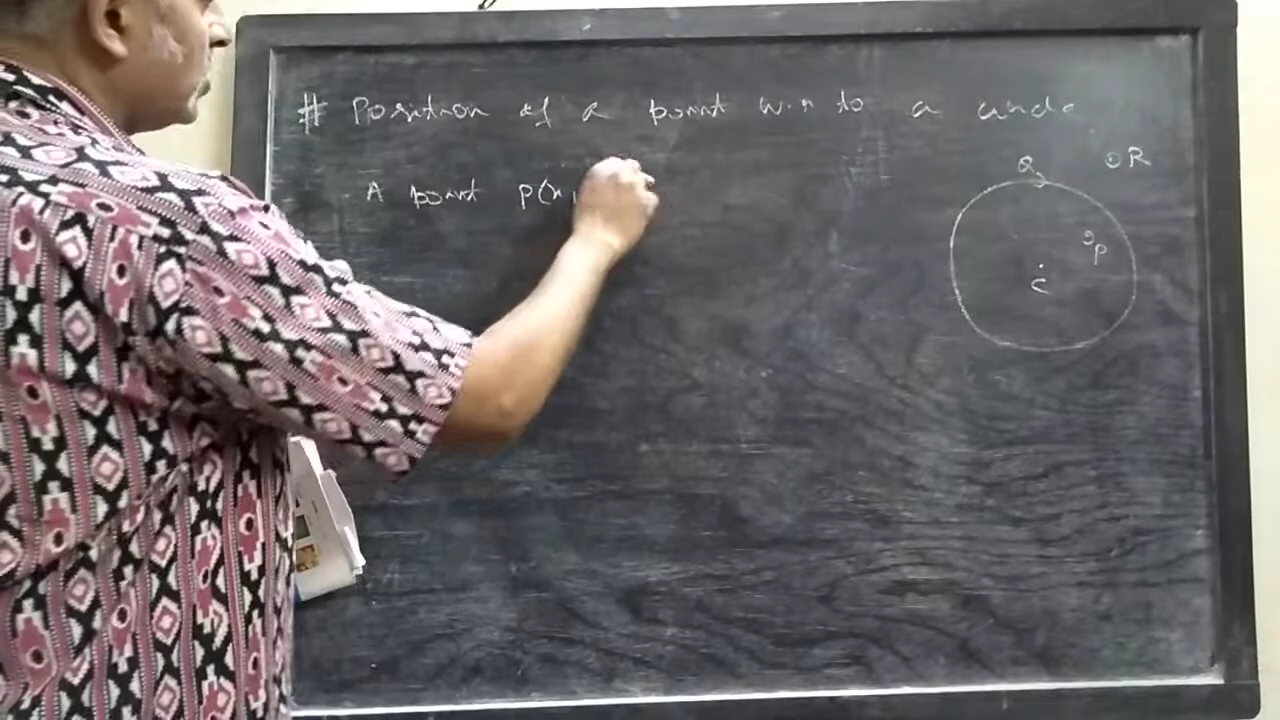 # Position of a point w.r. to a circle
A point P(x,
Q
R
P
C